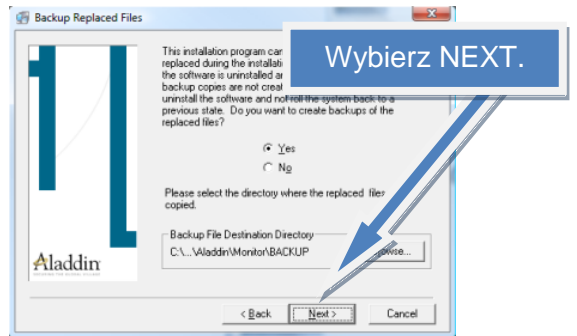 Backup Replaced Files
Wybierz NEXT.
This installation program can
replaced during the installati
the software is uninstalled a
backup copies are not creat
uninstall the software and not roll the system back to a
previous state. Do you want to create backups of the
replaced files?
Yes
No
Please select the directory where the replaced files
copied.
Backup File Destination Directory
C:\...\Aladdin\Monitor\BACKUP
owse...
Aladdin
< Back
Next >
Cancel